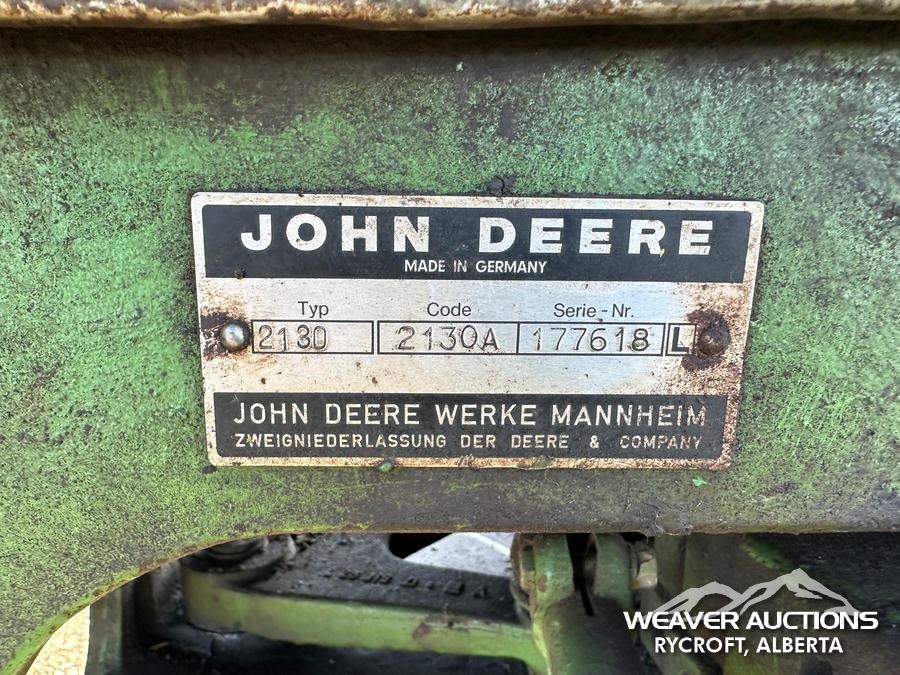 JOHN DEERE
MADE IN GERMANY
Typ Code Serie-Nr.
2130 2130A 177618 L
JOHN DEERE WERKE MANNHEIM
ZWEIGNIEDERLASSUNG DER DEERE & COMPANY
WEAVER AUCTIONS
RYCROFT, ALBERTA